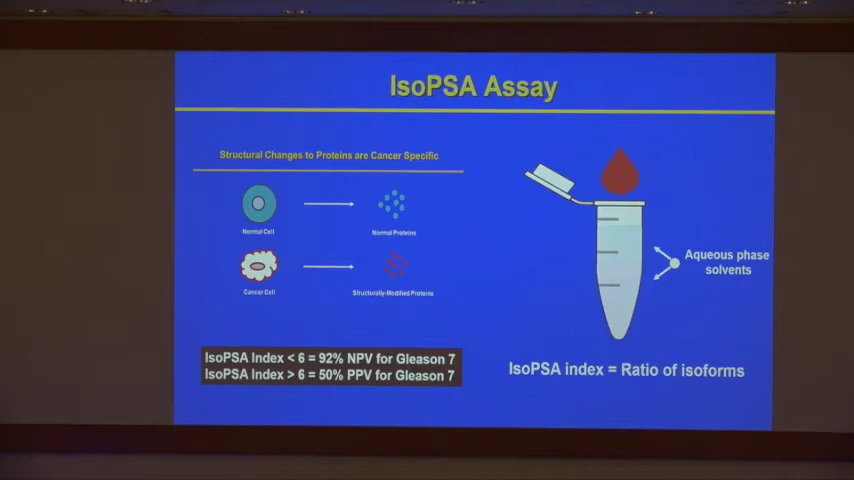 IsoPSA Assay
Structural Changes to Proteins are Cancer Specific
Normal Cell
Normal Proteins
Cancer Cell
Structurally-Modified Proteins
Aqueous phase
solvents
IsoPSA Index < 6 = 92% NPV for Gleason 7
IsoPSA Index > 6 = 50% PPV for Gleason 7
IsoPSA index = Ratio of isoforms